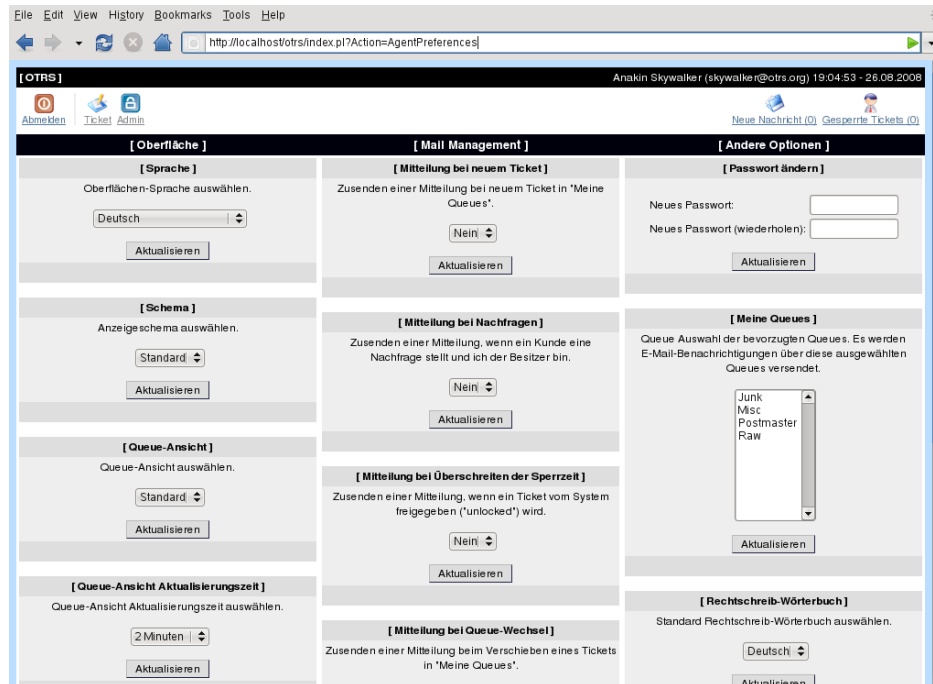 File Edit View History Bookmarks Tools Help
http://localhost/otrs/index.pl?Action=AgentPreferences
[ OTRS ]
Anakin Skywalker (skywalker@otrs.org) 19:04:53 - 26.08.2008
Abmelden Ticket Admin
Neue Nachricht (0) Gesperrte Tickets (0)
[ Oberfläche ]
[ Sprache ]
Oberflächen-Sprache auswählen.
Deutsch
Aktualisieren
[ Schema ]
Anzeigeschema auswählen.
Standard
Aktualisieren
[ Queue-Ansicht ]
Queue-Ansicht auswählen.
Standard
Aktualisieren
[ Queue-Ansicht Aktualisierungszeit ]
Queue-Ansicht Aktualisierungszeit auswählen.
2 Minuten
Aktualisieren
[ Mail Management ]
[ Mitteilung bei neuem Ticket ]
Zusenden einer Mitteilung bei neuem Ticket in "Meine
Queues".
Nein
Aktualisieren
[ Mitteilung bei Nachfragen ]
Zusenden einer Mitteilung, wenn ein Kunde eine
Nachfrage stellt und ich der Besitzer bin.
Nein
Aktualisieren
[ Mitteilung bei Überschreiten der Sperrzeit ]
Zusenden einer Mitteilung, wenn ein Ticket vom System
freigegeben ("unlocked") wird.
Nein
Aktualisieren
[ Mitteilung bei Queue-Wechsel ]
Zusenden einer Mitteilung beim Verschieben eines Tickets
in "Meine Queues".
[ Andere Optionen ]
[ Passwort ändern ]
Neues Passwort:
Neues Passwort (wiederholen):
Aktualisieren
[ Meine Queues ]
Queue Auswahl der bevorzugten Queues. Es werden
E-Mail-Benachrichtigungen über diese ausgewählten
Queues versendet.
Junk
Misc
Postmaster
Raw
Aktualisieren
[ Rechtschreib-Wörterbuch ]
Standard Rechtschreib-Wörterbuch auswählen.
Deutsch
Aktualisieren